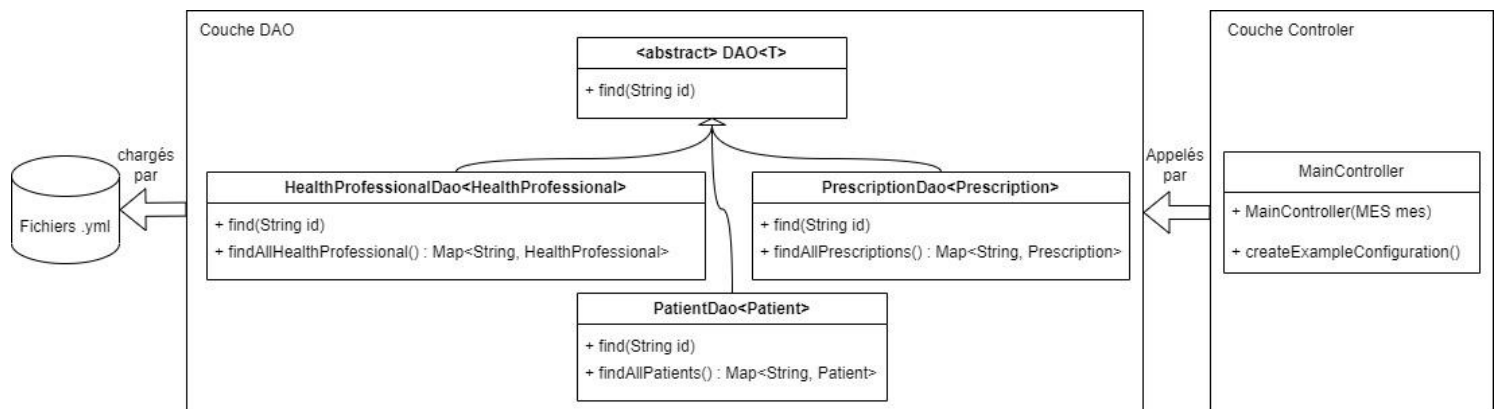 Couche DAO
<abstract> DAO<T>
+ find(String id)
chargés
par
Fichiers .yml
HealthProfessionalDao<HealthProfessional>
+ find(String id)
+ findAllHealthProfessional() : Map<String, HealthProfessional>
PrescriptionDao<Prescription>
+ find(String id)
+ findAllPrescriptions() : Map<String, Prescription>
PatientDao<Patient>
+ find(String id)
+ findAllPatients() : Map<String, Patient>
Appelés
par
Couche Controler
MainController
+ MainController(MES mes)
+ createExampleConfiguration()